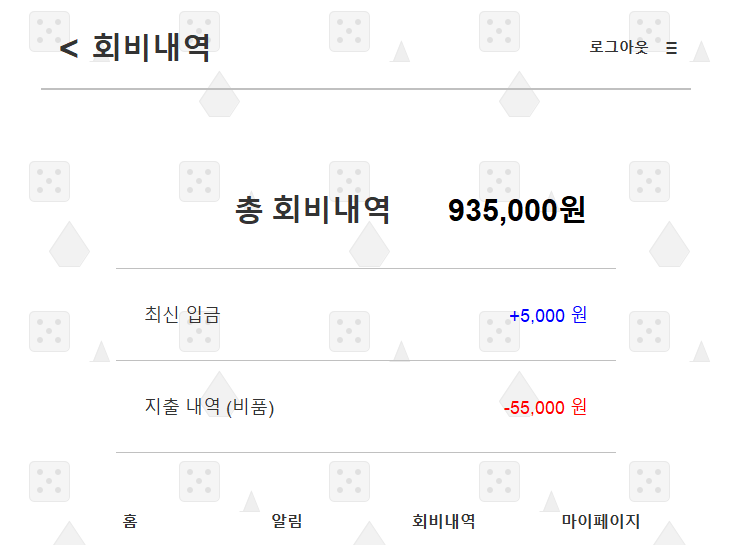 < 회비내역 로그아웃 ☰
총 회비내역 935,000원
최신 입금 +5,000 원
지출 내역 (비품) -55,000 원
홈 알림 회비내역 마이페이지